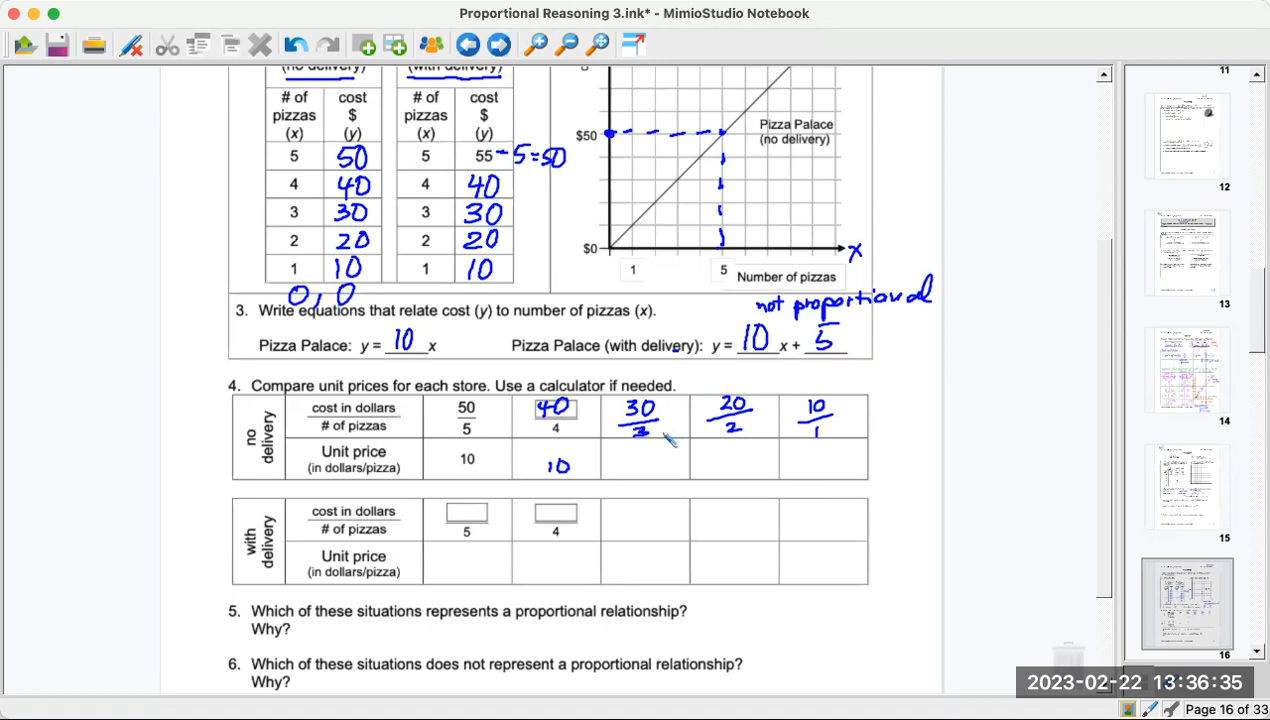 Proportional Reasoning 3.ink* - MimioStudio Notebook
(no delivery) (with delivery)
# of pizzas (x) cost $ (y) # of pizzas (x) cost $ (y)
5 50 5 55 - 5 = 50
4 40 4 40
3 30 3 30
2 20 2 20
1 10 1 10
0, 0
$50
Pizza Palace
(no delivery)
$0
x
1 5 Number of pizzas
not proportional
3. Write equations that relate cost (y) to number of pizzas (x).
Pizza Palace: y = 10 x Pizza Palace (with delivery): y = 10 x + 5
4. Compare unit prices for each store. Use a calculator if needed.
no delivery
cost in dollars / # of pizzas 50/5 40/4 30/3 20/2 10/1
Unit price (in dollars/pizza) 10 10
with delivery
cost in dollars / # of pizzas 5 4
Unit price (in dollars/pizza)
5. Which of these situations represents a proportional relationship?
Why?
6. Which of these situations does not represent a proportional relationship?
Why?
11
12
13
14
15
16
2023-02-22 13:36:35
Page 16 of 33